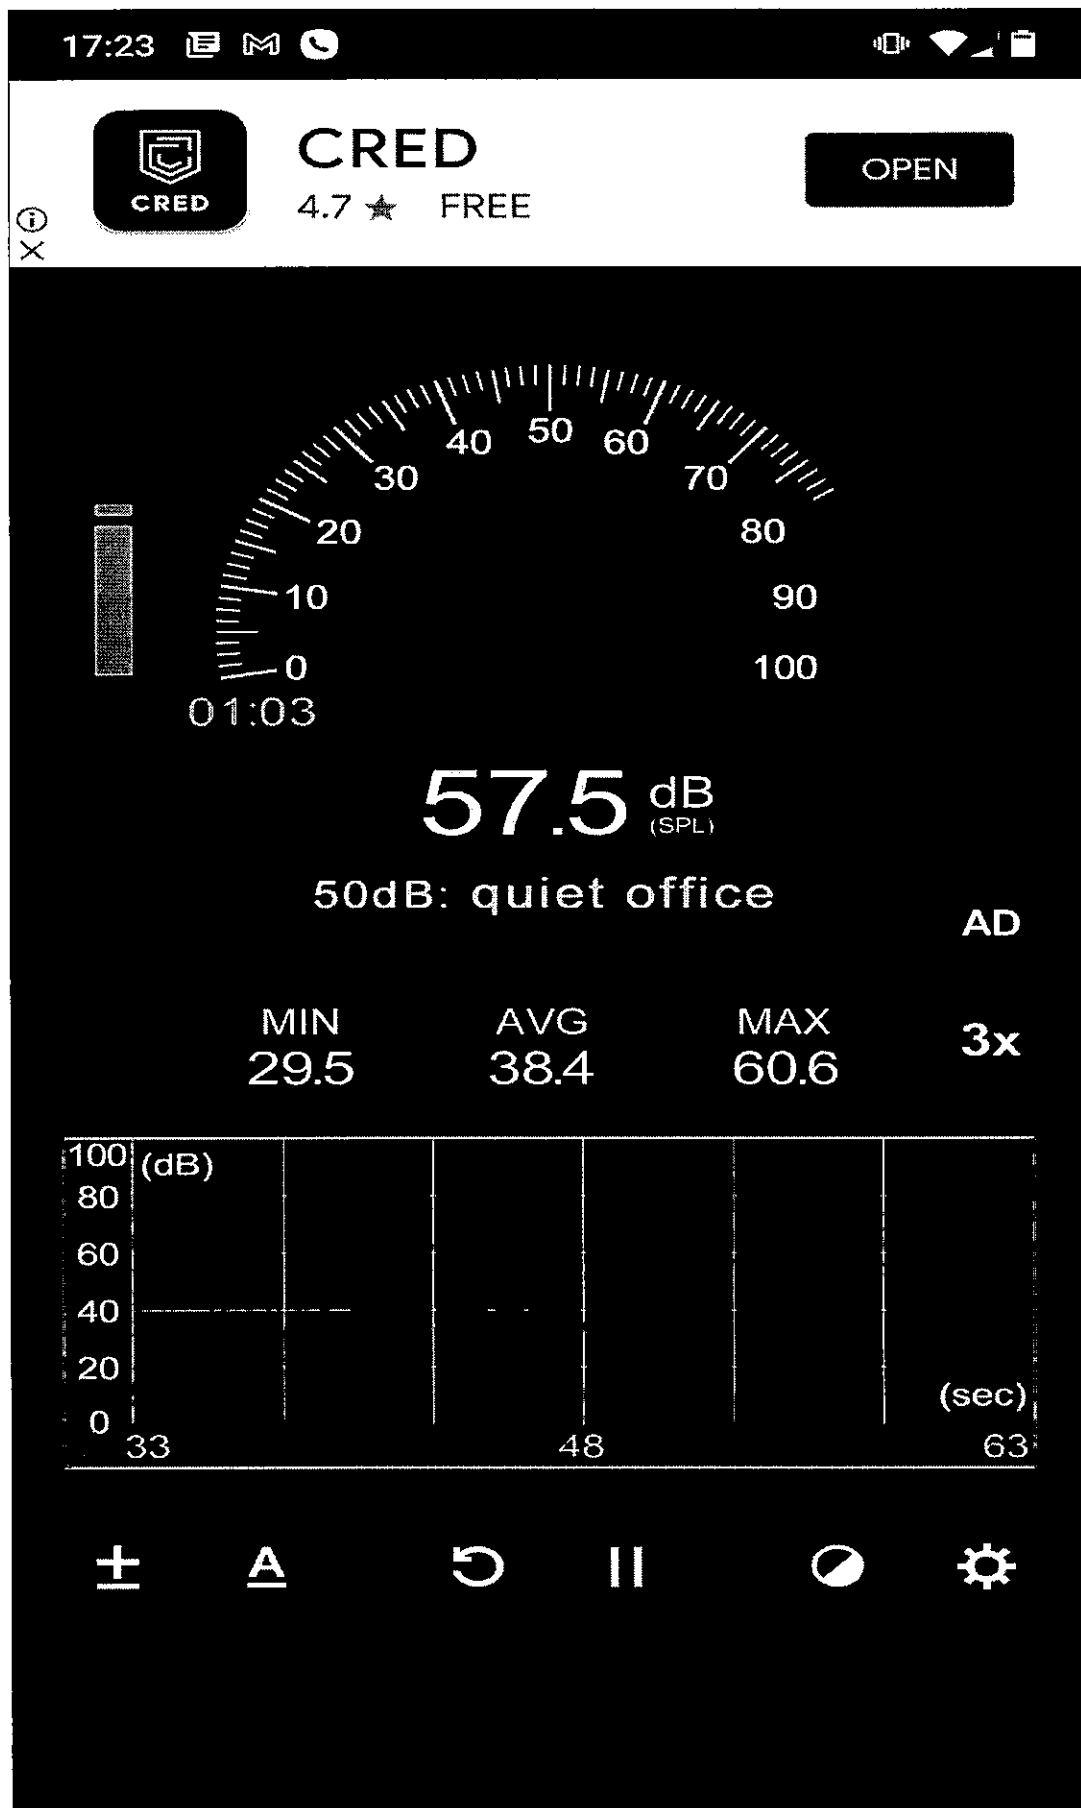 17:23
CRED
CRED
4.7 ★ FREE
OPEN
0
10
20
30
40
50
60
70
80
90
100
01:03
57.5 dB
(SPL)
50dB: quiet office
AD
MIN AVG MAX
29.5 38.4 60.6
3x
100 (dB)
80
60
40
20
0
(sec)
33 48 63
± A